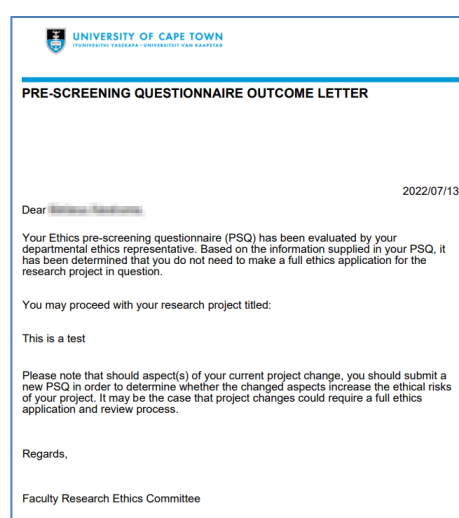 UNIVERSITY OF CAPE TOWN
IYUNIVESITHI YASEKAPA • UNIVERSITEIT VAN KAAPSTAD
PRE-SCREENING QUESTIONNAIRE OUTCOME LETTER
2022/07/13
Dear
Your Ethics pre-screening questionnaire (PSQ) has been evaluated by your
departmental ethics representative. Based on the information supplied in your PSQ, it
has been determined that you do not need to make a full ethics application for the
research project in question.
You may proceed with your research project titled:
This is a test
Please note that should aspect(s) of your current project change, you should submit a
new PSQ in order to determine whether the changed aspects increase the ethical risks
of your project. It may be the case that project changes could require a full ethics
application and review process.
Regards,
Faculty Research Ethics Committee